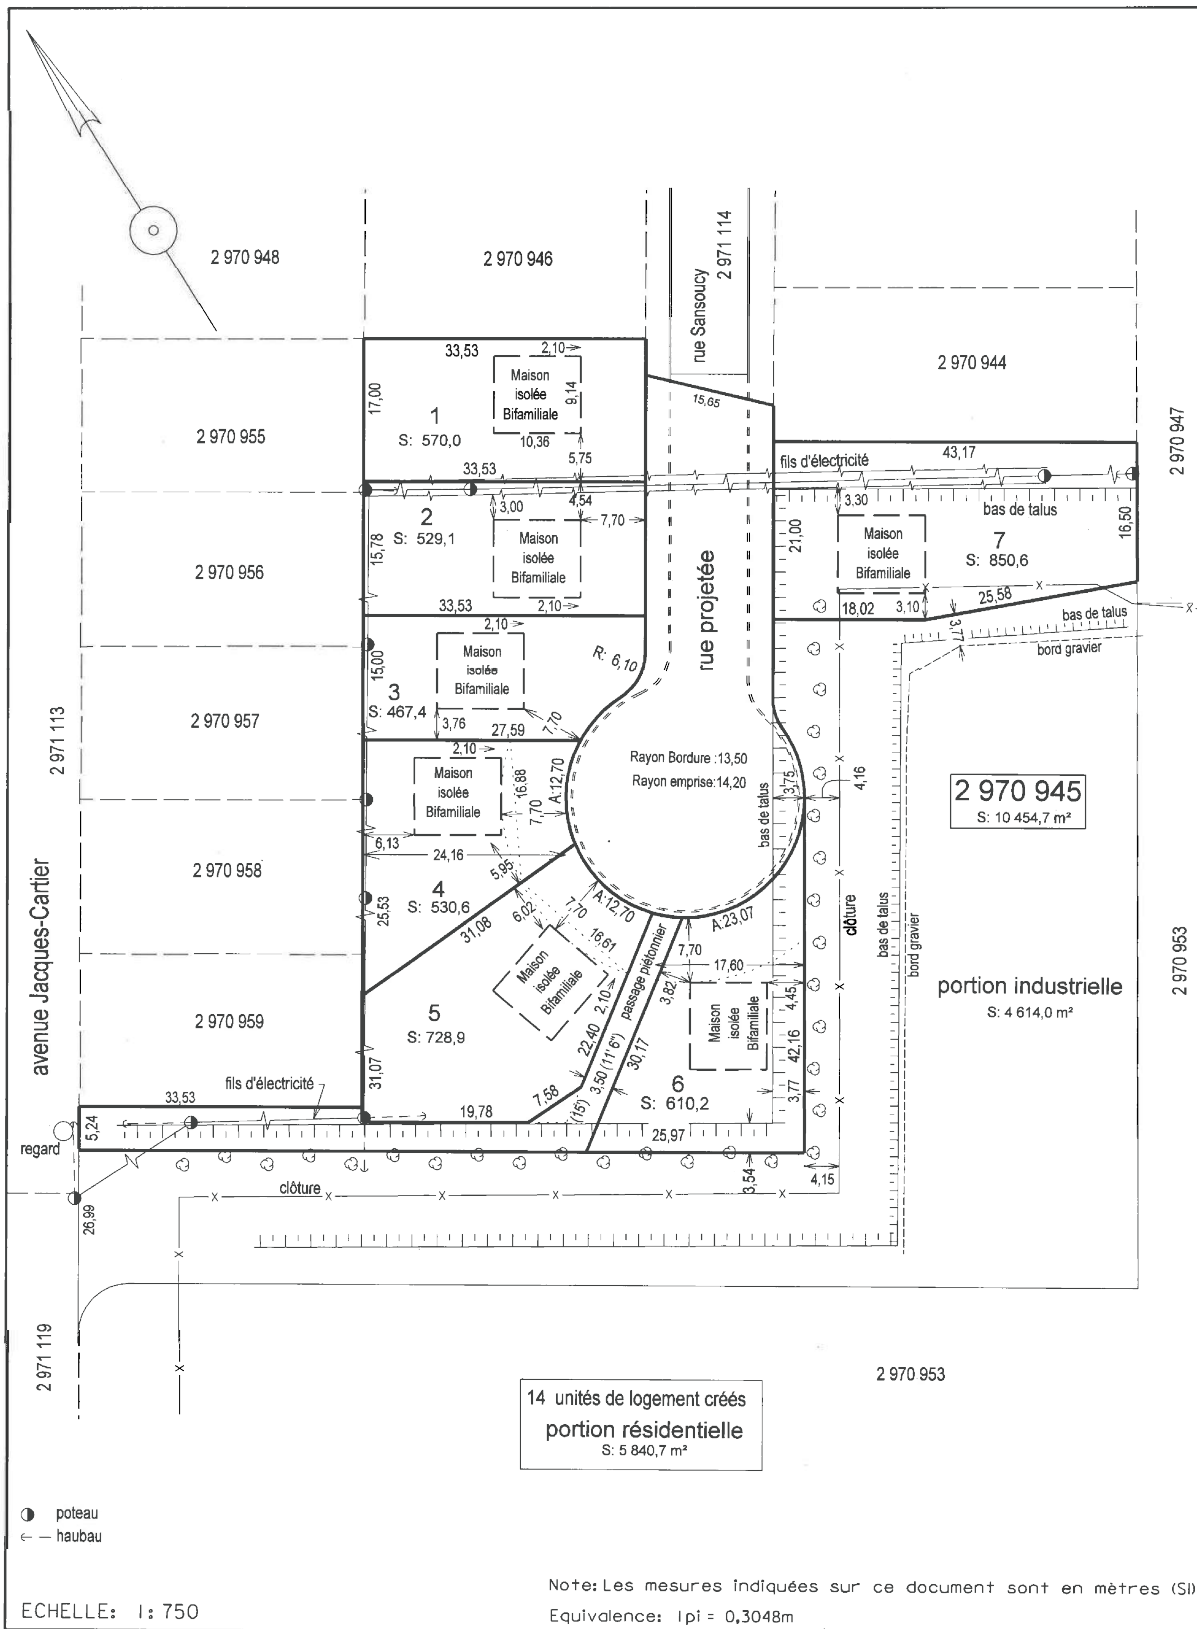 2 970 948
2 970 946
rue Sansoucy
2 971 114
2 970 944
2 970 947
33,53
2,10
Maison
isolée
Bifamiliale
9,14
17,00
1
S: 570,0
10,36
5,75
15,65
2 970 955
33,53
fils d'électricité
43,17
3,00
4,54
7,70
2
S: 529,1
15,78
Maison
isolée
Bifamiliale
2,10
33,53
2 970 956
3,30
bas de talus
21,00
Maison
isolée
Bifamiliale
7
S: 850,6
16,50
18,02
3,10
25,58
3,77
bas de talus
bord gravier
rue projetée
2,10
Maison
isolée
Bifamiliale
R: 6,10
15,00
3
S: 467,4
3,76
27,59
7,70
2 970 957
2 971 113
2,10
Maison
isolée
Bifamiliale
16,88
A:12,70
7,70
6,13
24,16
5,95
4
S: 530,6
25,53
31,08
Rayon Bordure :13,50
Rayon emprise:14,20
bas de talus
3,75
4,16
2 970 945
S: 10 454,7 m²
2 970 958
avenue Jacques-Cartier
6,02
7,70
A:12,70
16,61
A:23,07
clôture
bas de talus
bord gravier
2 970 953
Maison
isolée
Bifamiliale
2,10
passage piétonnier
7,70
17,60
3,82
4,45
Maison
isolée
Bifamiliale
portion industrielle
S: 4 614,0 m²
2 970 959
5
S: 728,9
31,07
22,40
3,50 (11'6")
30,17
42,16
3,77
6
S: 610,2
7,58
(15')
19,78
25,97
33,53
fils d'électricité
5,24
regard
26,99
clôture
3,54
4,15
2 971 119
2 970 953
14 unités de logement créés
portion résidentielle
S: 5 840,7 m²
poteau
haubau
ECHELLE: 1: 750
Note: Les mesures indiquées sur ce document sont en mètres (SI)
Equivalence: 1pi = 0,3048m